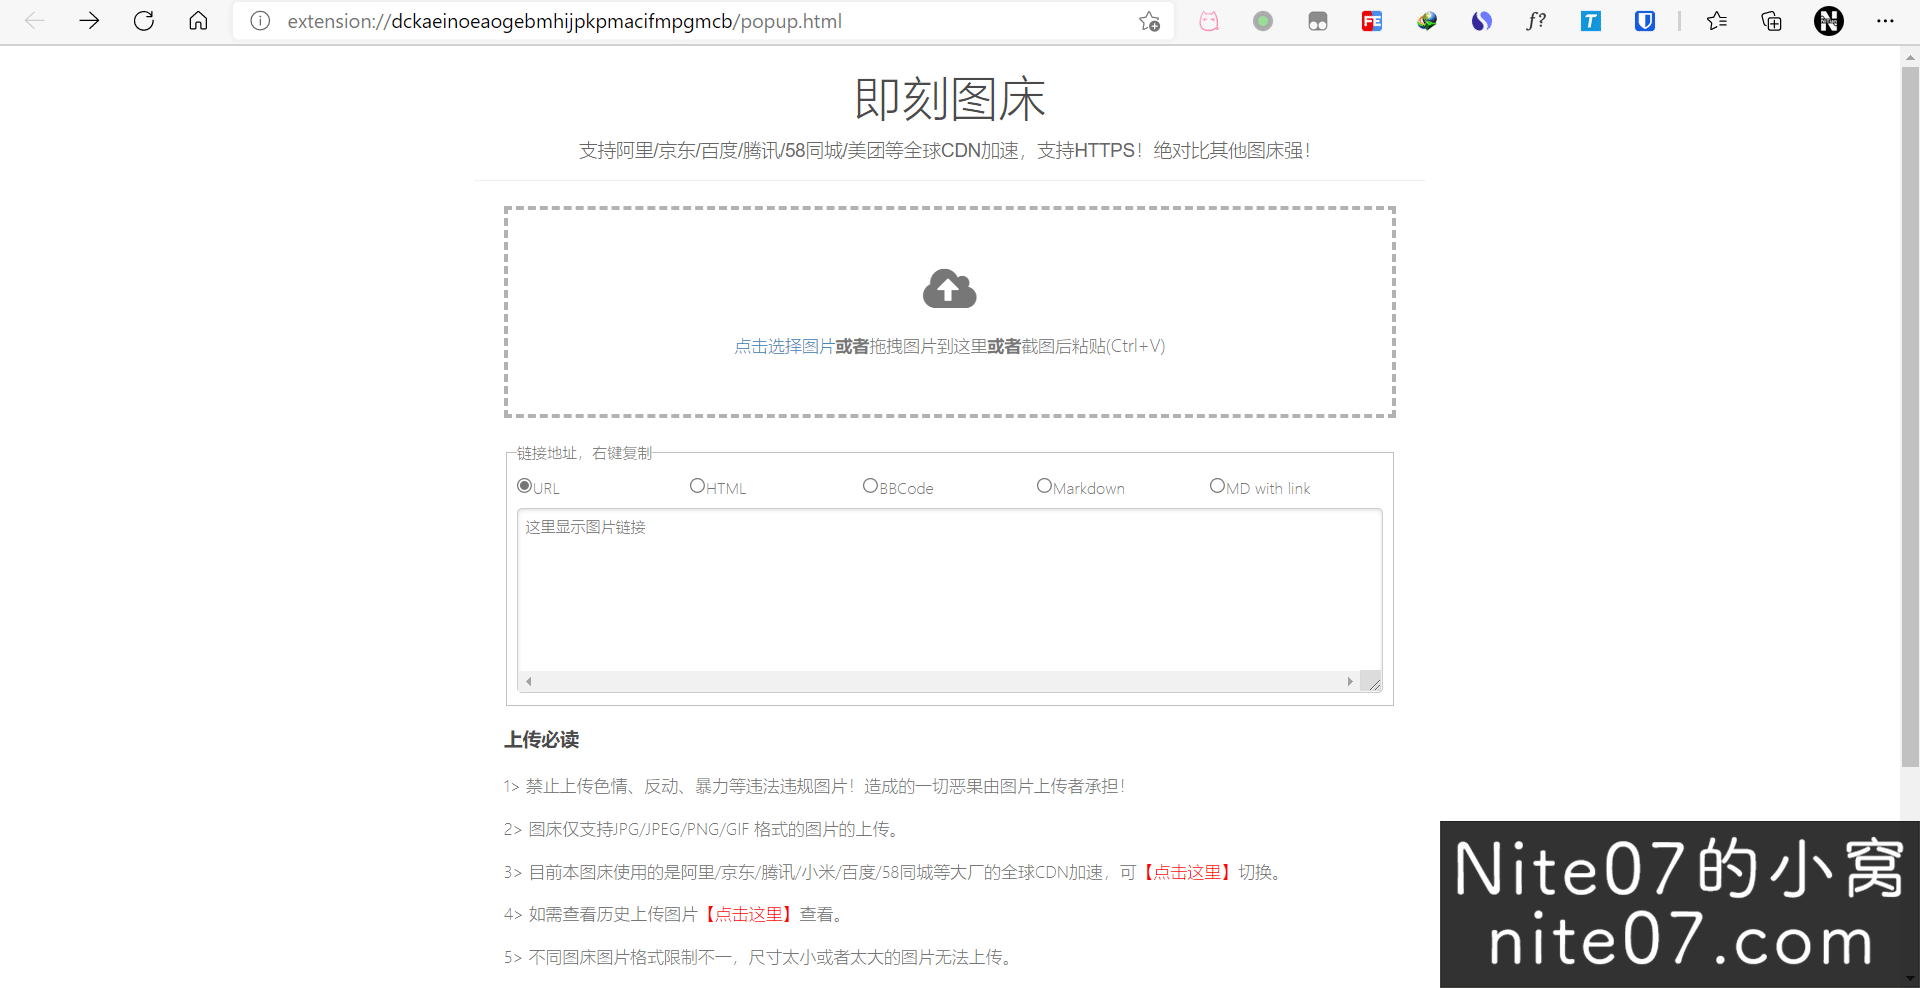 extension://dckaeinoeaogebmhijpkpmacifmpgmcb/popup.html
即刻图床
支持阿里/京东/百度/腾讯/58同城/美团等全球CDN加速，支持HTTPS！绝对比其他图床强！
点击选择图片或者拖拽图片到这里或者截图后粘贴(Ctrl+V)
链接地址，右键复制
URL HTML BBCode Markdown MD with link
这里显示图片链接
上传必读
1> 禁止上传色情、反动、暴力等违法违规图片！造成的一切恶果由图片上传者承担！
2> 图床仅支持JPG/JPEG/PNG/GIF 格式的图片的上传。
3> 目前本图床使用的是阿里/京东/腾讯/小米/百度/58同城等大厂的全球CDN加速，可【点击这里】切换。
4> 如需查看历史上传图片【点击这里】查看。
5> 不同图床图片格式限制不一，尺寸太小或者太大的图片无法上传。
Nite07的小窝
nite07.com